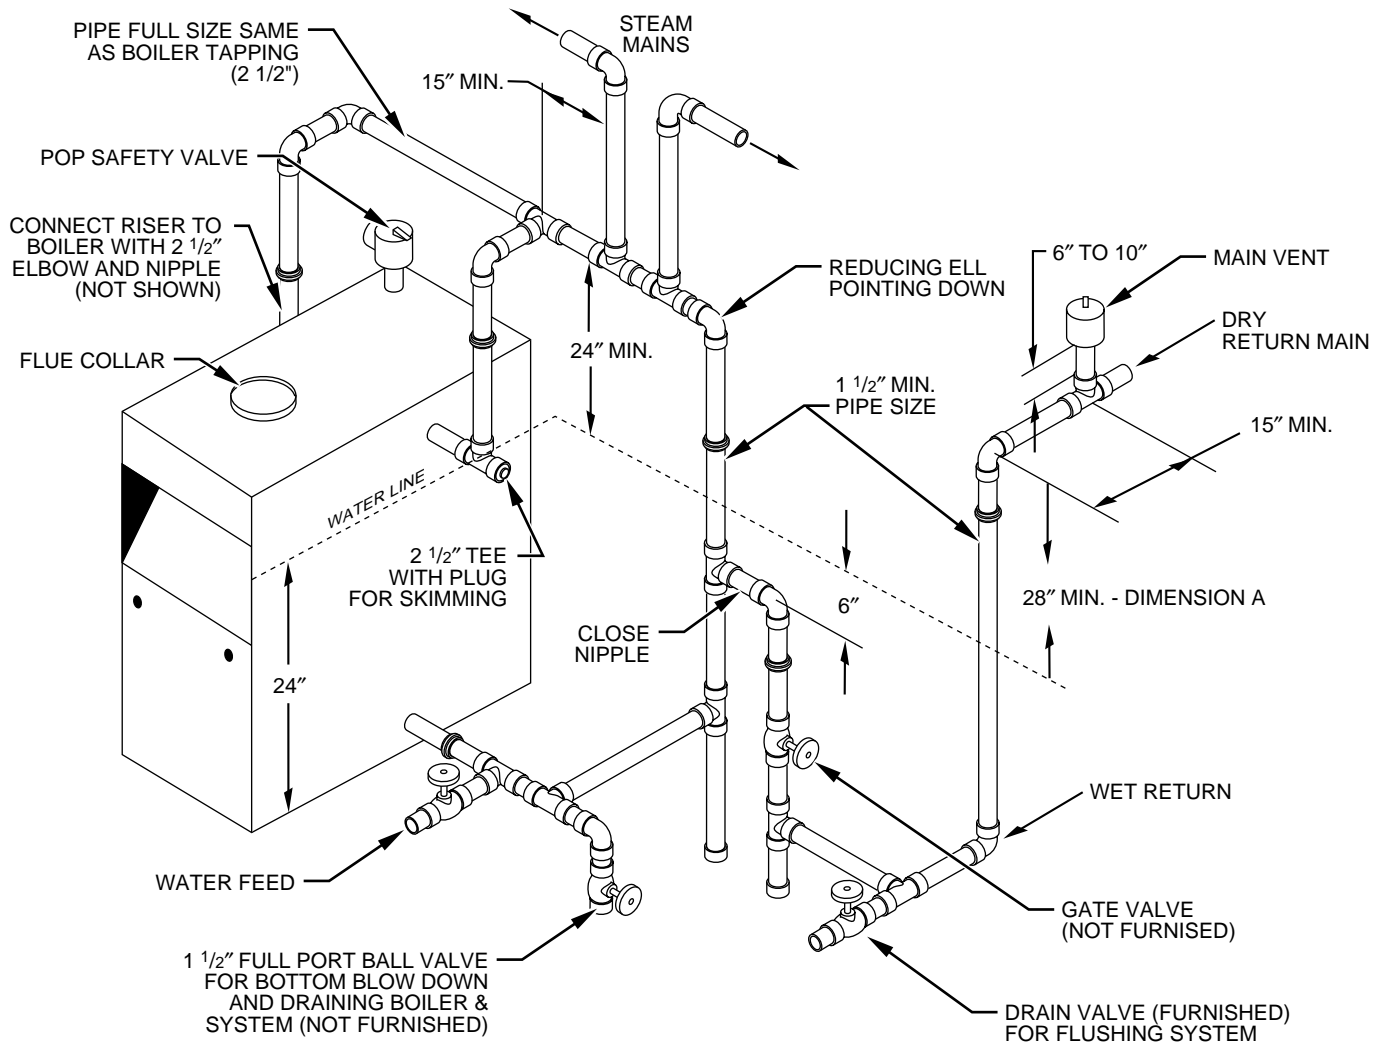 PIPE FULL SIZE SAME
AS BOILER TAPPING
(2 1/2")
STEAM
MAINS
15″ MIN.
POP SAFETY VALVE
CONNECT RISER TO
BOILER WITH 2 1/2″
ELBOW AND NIPPLE
(NOT SHOWN)
FLUE COLLAR
24″ MIN.
REDUCING ELL
POINTING DOWN
6″ TO 10″
MAIN VENT
DRY
RETURN MAIN
1 1/2″ MIN.
PIPE SIZE
15″ MIN.
WATER LINE
2 1/2″ TEE
WITH PLUG
FOR SKIMMING
CLOSE
NIPPLE
6″
28″ MIN. - DIMENSION A
24″
WET RETURN
WATER FEED
GATE VALVE
(NOT FURNISED)
1 1/2″ FULL PORT BALL VALVE
FOR BOTTOM BLOW DOWN
AND DRAINING BOILER &
SYSTEM (NOT FURNISHED)
DRAIN VALVE (FURNISHED)
FOR FLUSHING SYSTEM